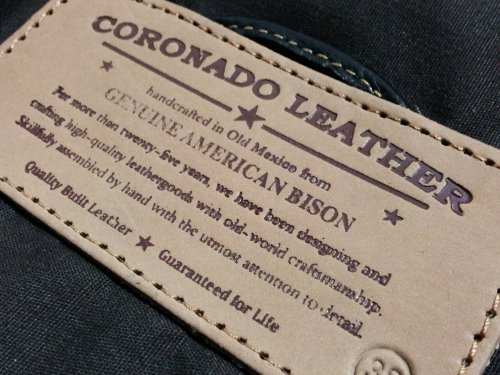 CORONADO LEATHER
handcrafted in Old Mexico from
GENUINE AMERICAN BISON
For more than twenty-five years, we have been designing and
crafting high-quality leathergoods with old-world craftsmanship.
Skillfully assembled by hand with the utmost attention to detail.
Quality Built Leather ★ Guaranteed for Life